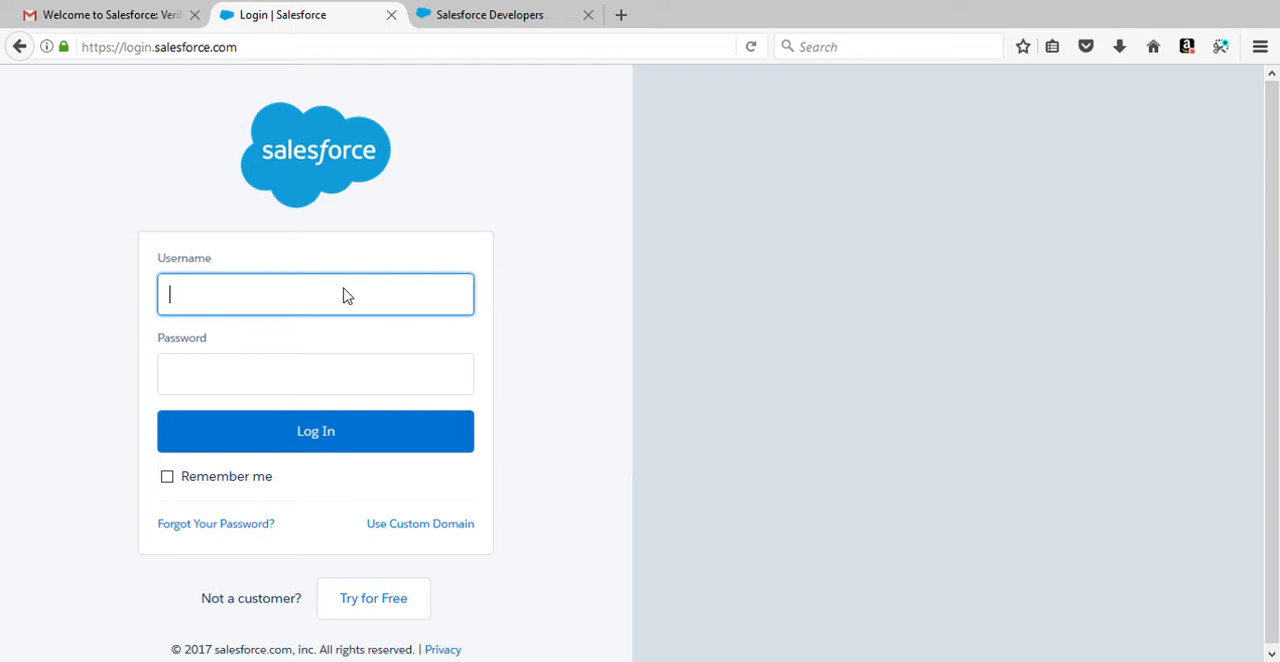 Welcome to Salesforce: Verif
Login | Salesforce
Salesforce Developers
https://login.salesforce.com
Search
salesforce
Username
Password
Log In
Remember me
Forgot Your Password?
Use Custom Domain
Not a customer?
Try for Free
© 2017 salesforce.com, inc. All rights reserved. | Privacy